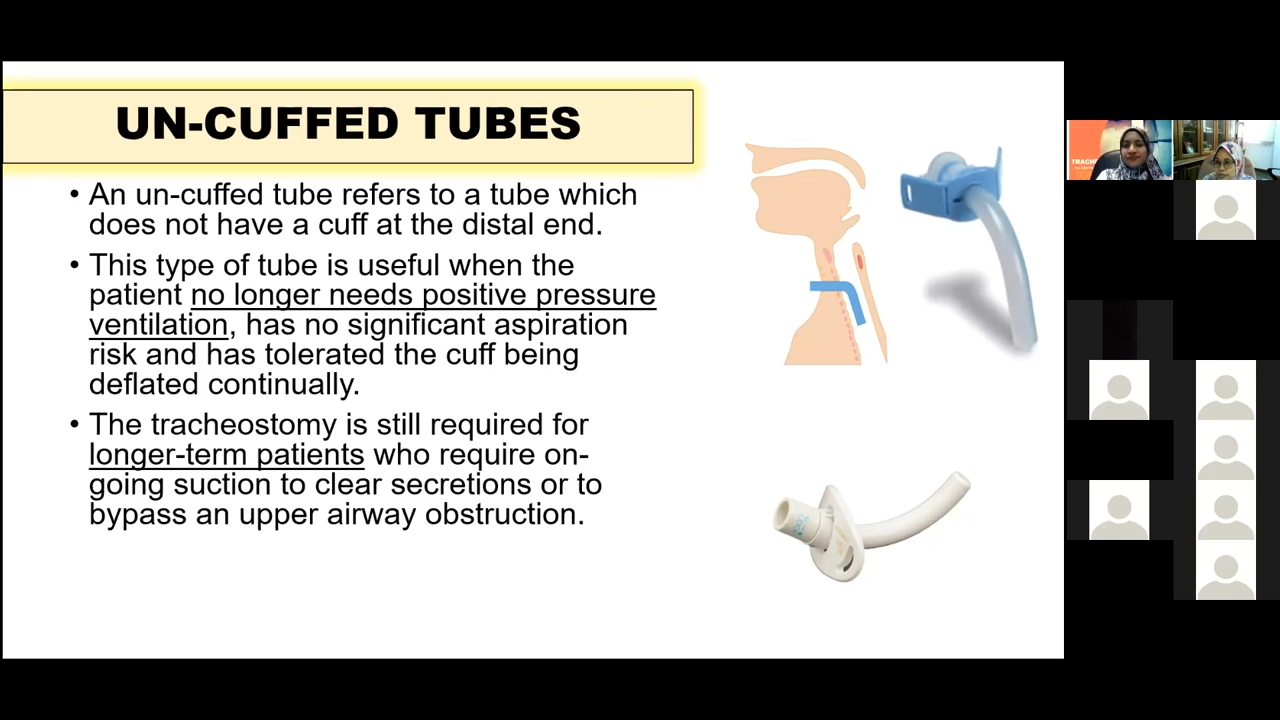 UN-CUFFED TUBES
• An un-cuffed tube refers to a tube which
does not have a cuff at the distal end.
• This type of tube is useful when the
patient no longer needs positive pressure
ventilation, has no significant aspiration
risk and has tolerated the cuff being
deflated continually.
• The tracheostomy is still required for
longer-term patients who require on-
going suction to clear secretions or to
bypass an upper airway obstruction.
TRACHE